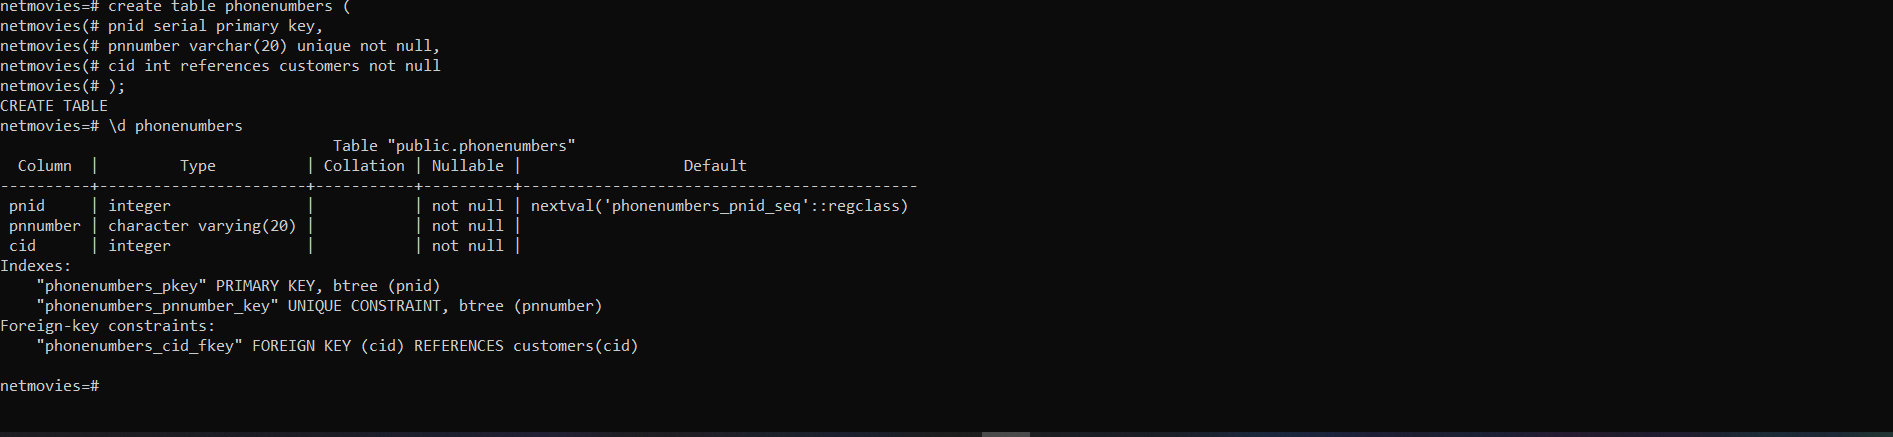 netmovies=# create table phonenumbers (
netmovies(# pnid serial primary key,
netmovies(# pnnumber varchar(20) unique not null,
netmovies(# cid int references customers not null
netmovies(# );
CREATE TABLE
netmovies=# \d phonenumbers
                                     Table "public.phonenumbers"
  Column  |         Type          | Collation | Nullable |                  Default
----------+-----------------------+-----------+----------+--------------------------------------------
 pnid     | integer               |           | not null | nextval('phonenumbers_pnid_seq'::regclass)
 pnnumber | character varying(20) |           | not null |
 cid      | integer               |           | not null |
Indexes:
    "phonenumbers_pkey" PRIMARY KEY, btree (pnid)
    "phonenumbers_pnnumber_key" UNIQUE CONSTRAINT, btree (pnnumber)
Foreign-key constraints:
    "phonenumbers_cid_fkey" FOREIGN KEY (cid) REFERENCES customers(cid)
netmovies=#